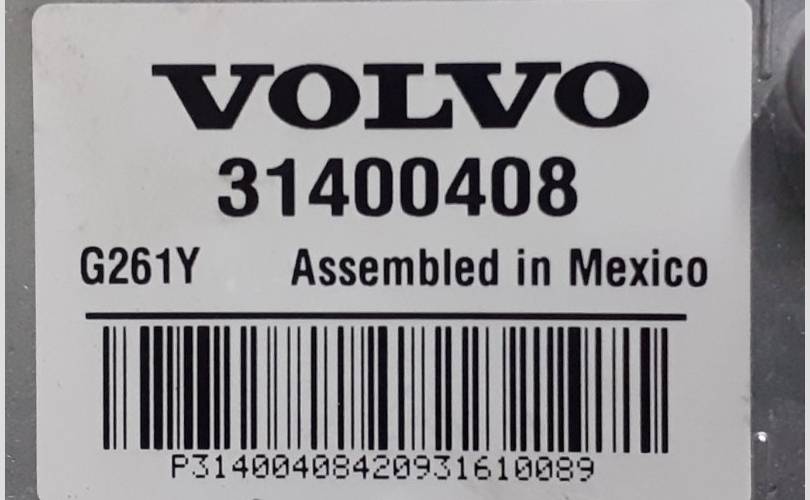 VOLVO
31400408
G261Y Assembled in Mexico
P31400408420931610089